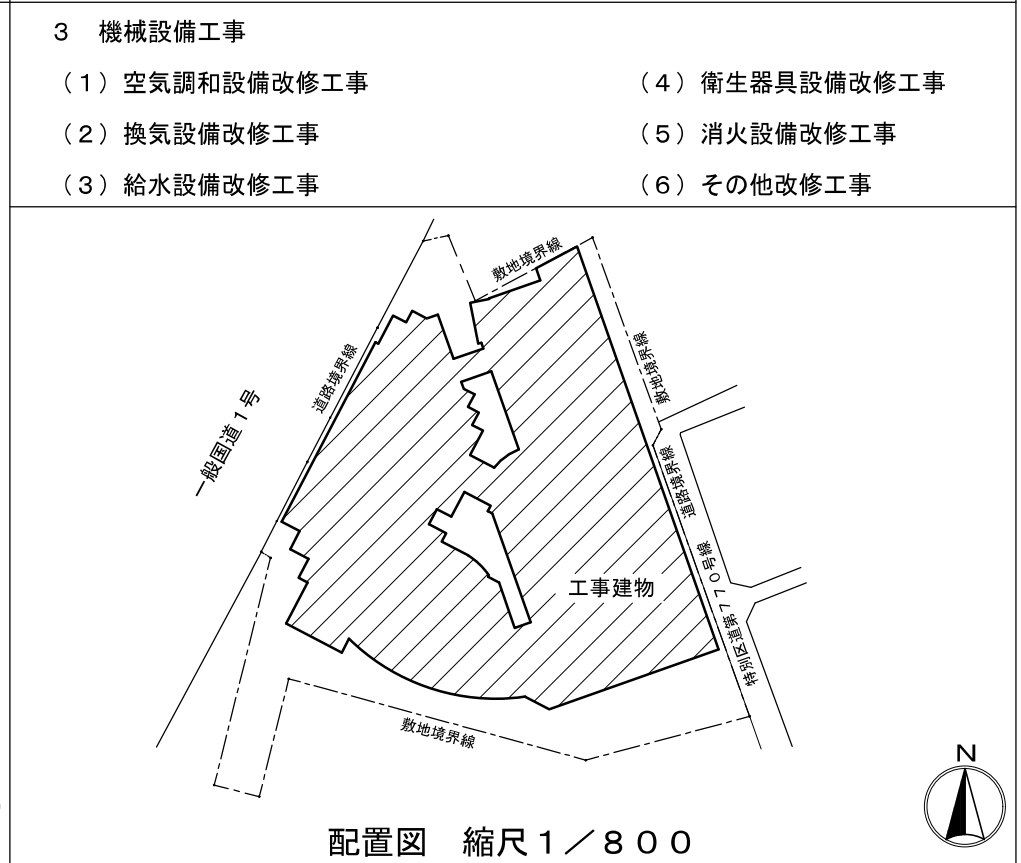 ３　機械設備工事
（１）空気調和設備改修工事
（４）衛生器具設備改修工事
（２）換気設備改修工事
（５）消火設備改修工事
（３）給水設備改修工事
（６）その他改修工事
敷地境界線
道路境界線
敷地境界線
一般国道１号
道路境界線
特別区道第７７０号線
工事建物
敷地境界線
N
配置図　縮尺１／８００